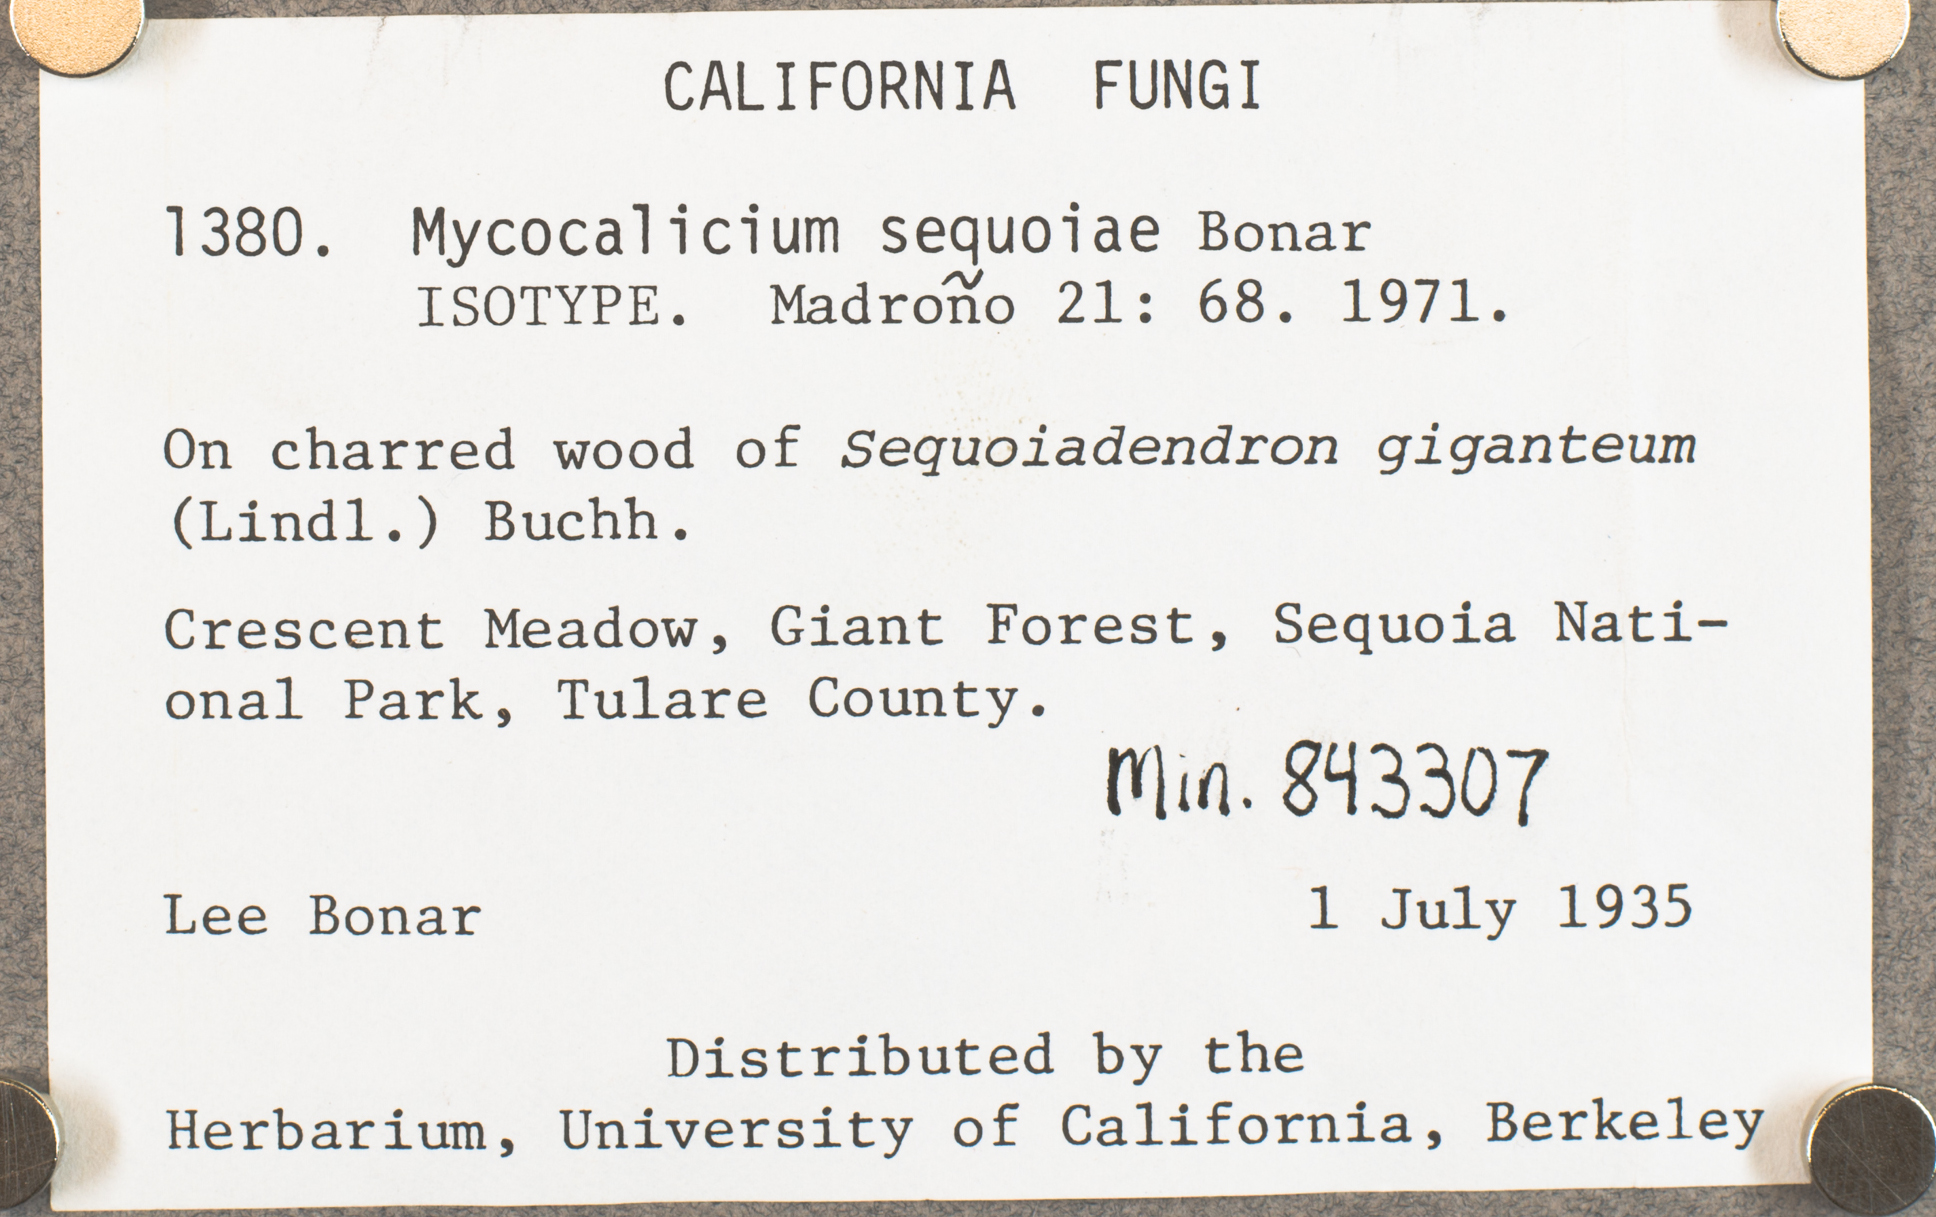 CALIFORNIA FUNGI
1380. Mycocalicium sequoiae Bonar
ISOTYPE. Madroño 21: 68. 1971.
On charred wood of Sequoiadendron giganteum
(Lindl.) Buchh.
Crescent Meadow, Giant Forest, Sequoia Nati-
onal Park, Tulare County.
Min. 843307
Lee Bonar 1 July 1935
Distributed by the
Herbarium, University of California, Berkeley